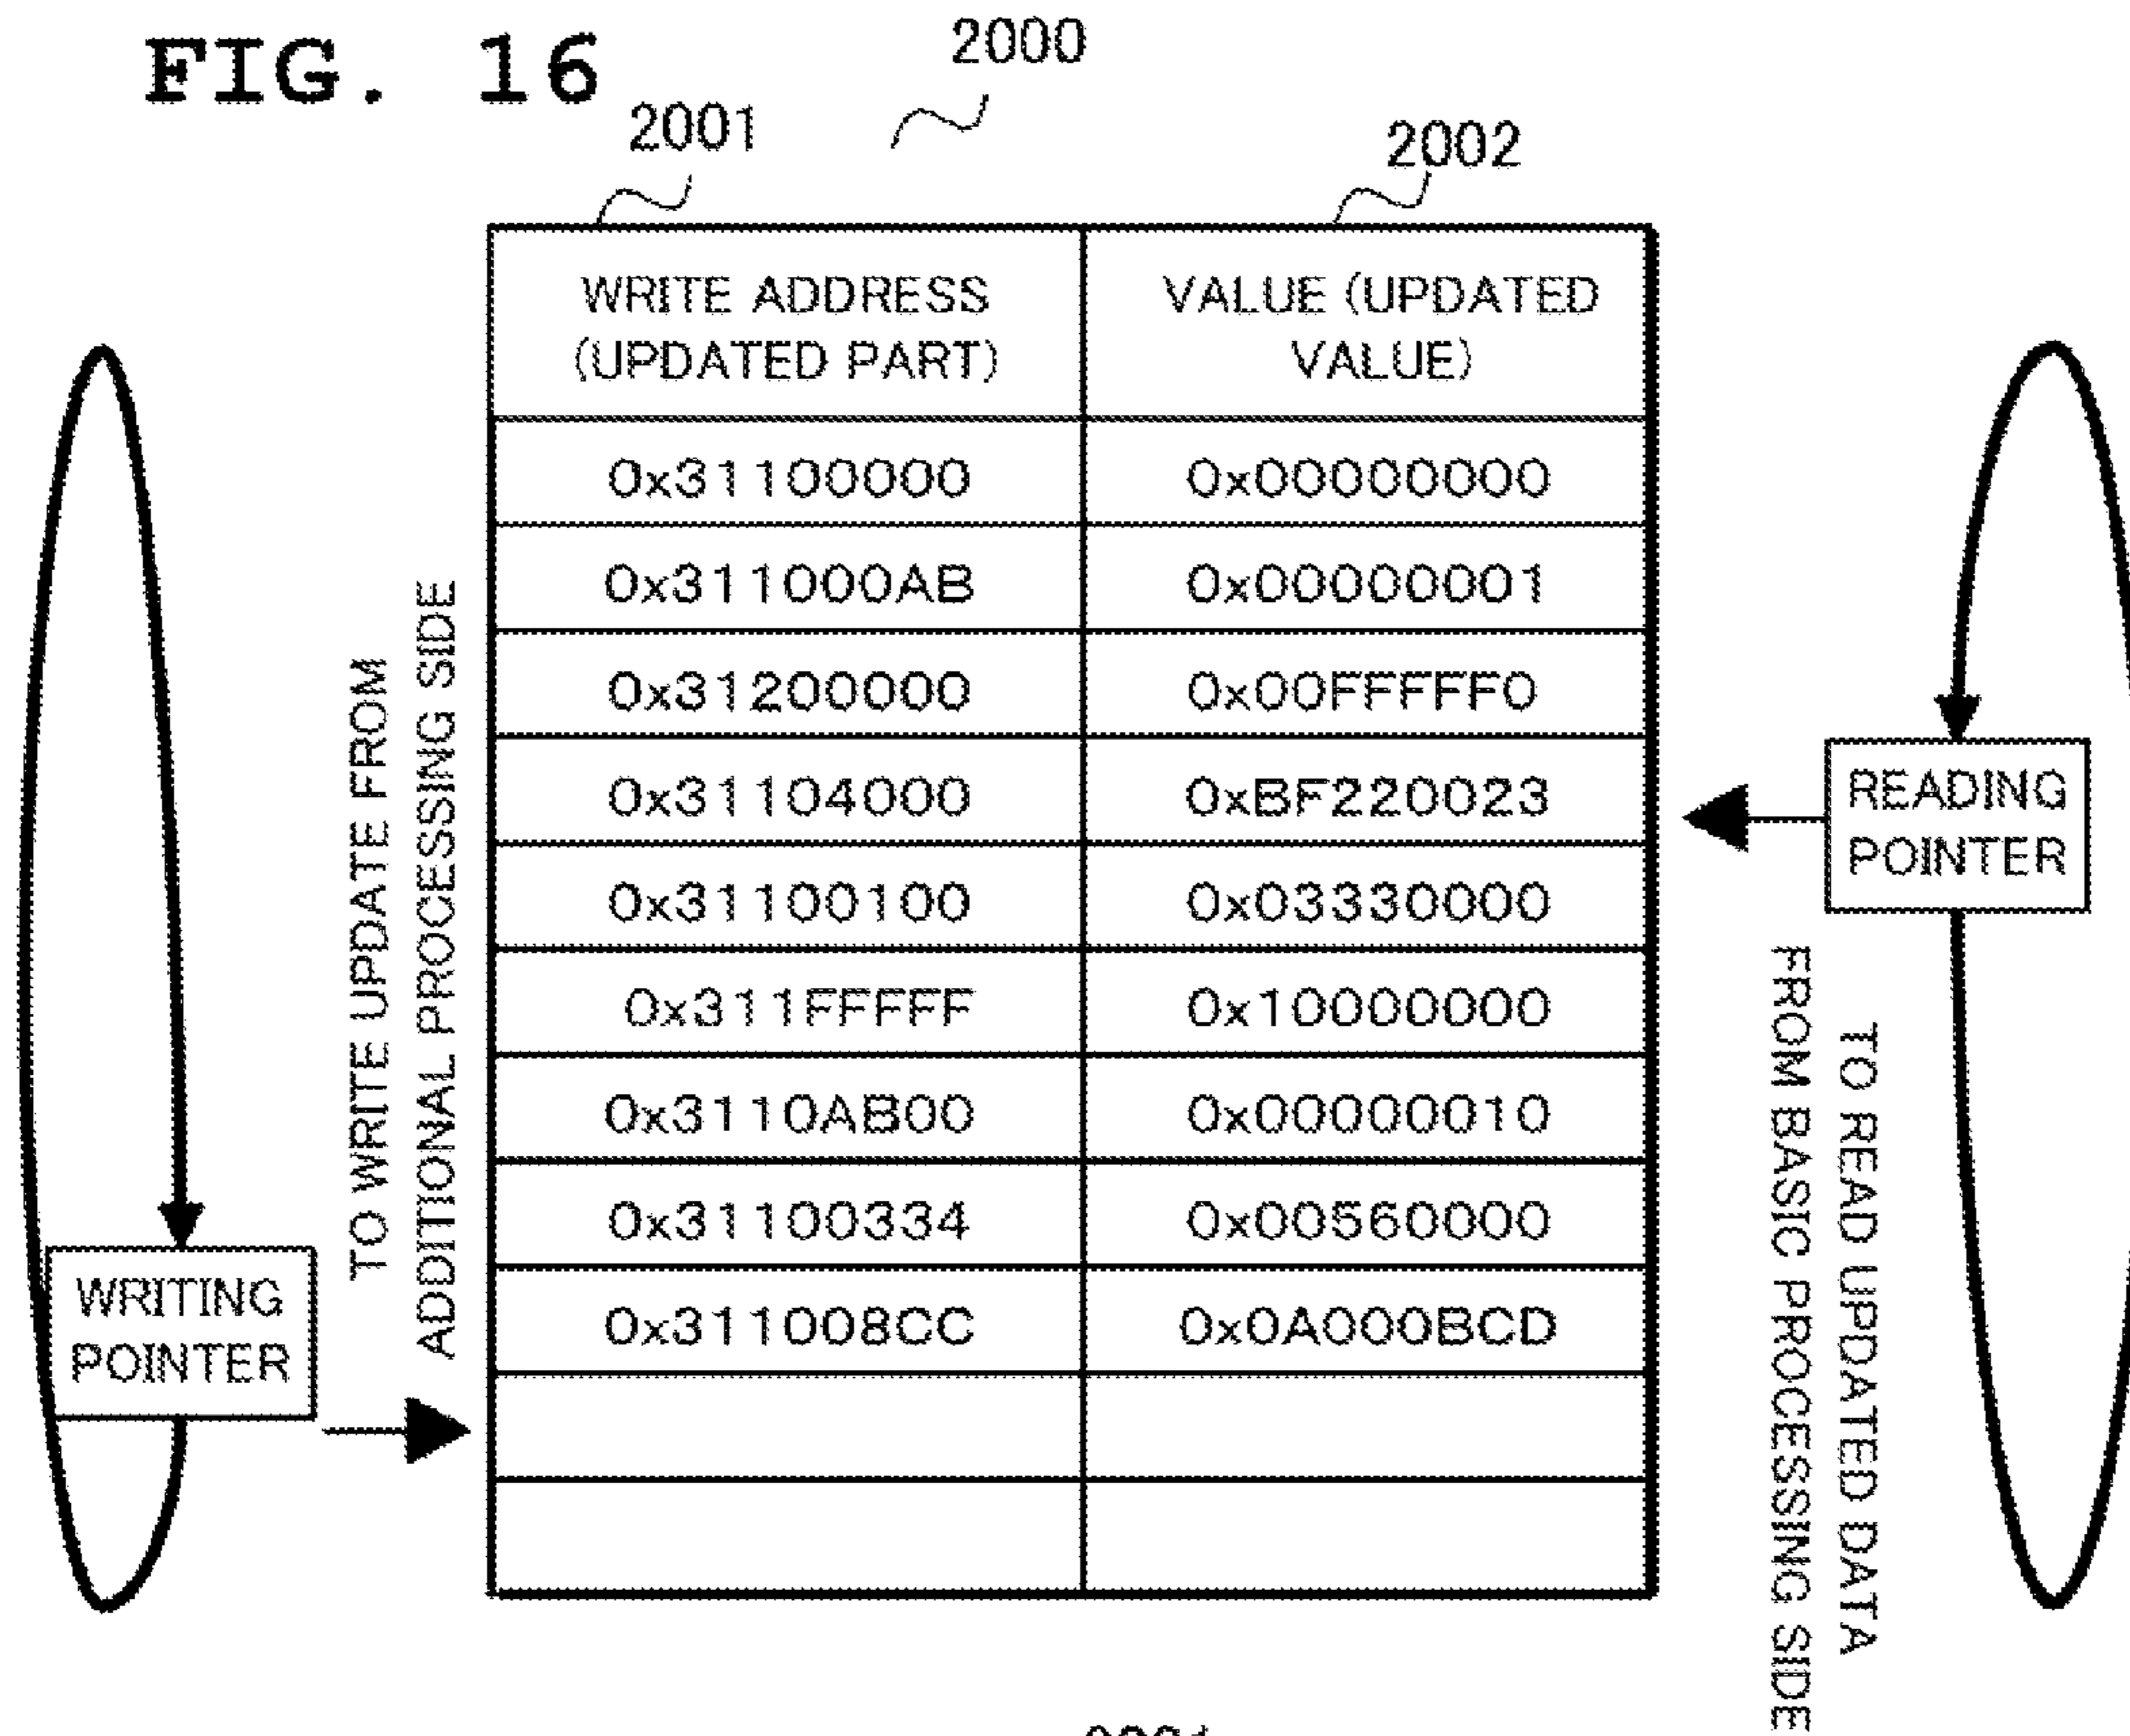 FIG. 16
2000
2001
2002
WRITE ADDRESS
(UPDATED PART)
VALUE (UPDATED
VALUE)
0x31100000 0x00000000
0x311000AB 0x00000001
0x31200000 0x00FFFFF0
0x31104000 0xBF220023
0x31100100 0x03330000
0x311FFFFF 0x10000000
0x3110AB00 0x00000010
0x31100334 0x00560000
0x311008CC 0x0A000BCD
TO WRITE UPDATE FROM
ADDITIONAL PROCESSING SIDE
WRITING
POINTER
READING
POINTER
TO READ UPDATED DATA
FROM BASIC PROCESSING SIDE